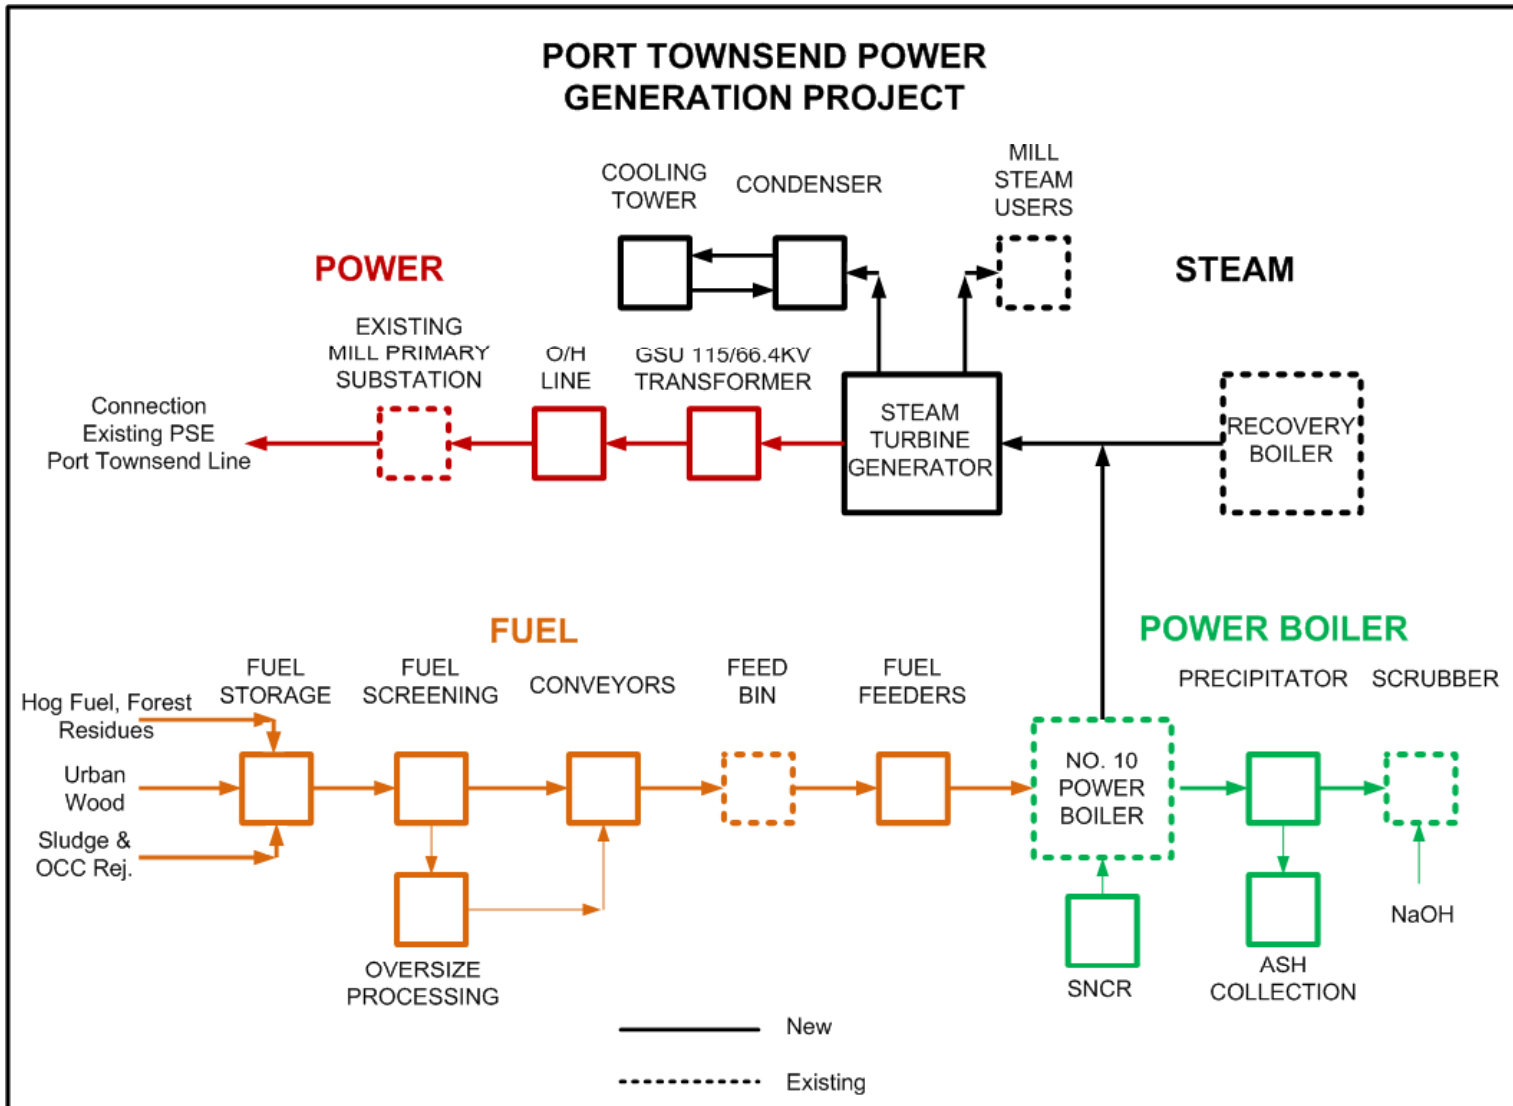 PORT TOWNSEND POWER
GENERATION PROJECT
COOLING
TOWER
CONDENSER
MILL
STEAM
USERS
POWER
STEAM
EXISTING
MILL PRIMARY
SUBSTATION
O/H
LINE
GSU 115/66.4KV
TRANSFORMER
Connection
Existing PSE
Port Townsend Line
STEAM
TURBINE
GENERATOR
RECOVERY
BOILER
FUEL
POWER BOILER
FUEL
STORAGE
FUEL
SCREENING
CONVEYORS
FEED
BIN
FUEL
FEEDERS
PRECIPITATOR
SCRUBBER
Hog Fuel, Forest
Residues
Urban
Wood
Sludge &
OCC Rej.
NO. 10
POWER
BOILER
OVERSIZE
PROCESSING
SNCR
ASH
COLLECTION
NaOH
New
Existing